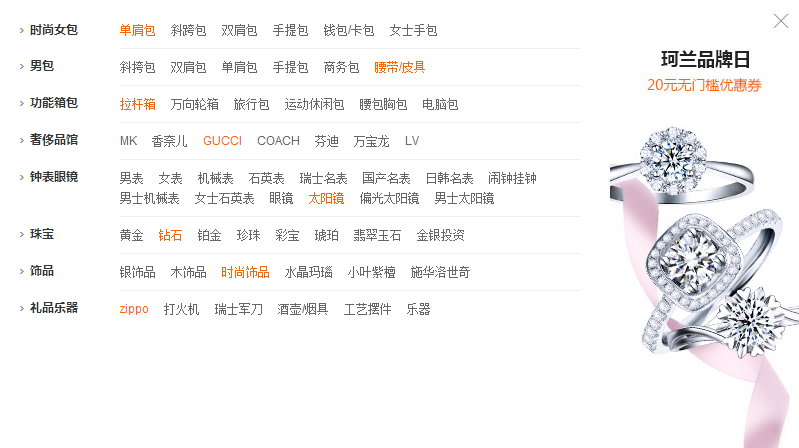 时尚女包 单肩包 斜跨包 双肩包 手提包 钱包/卡包 女士手包
男包 斜挎包 双肩包 单肩包 手提包 商务包 腰带/皮具
功能箱包 拉杆箱 万向轮箱 旅行包 运动休闲包 腰包胸包 电脑包
奢侈品馆 MK 香奈儿 GUCCI COACH 芬迪 万宝龙 LV
钟表眼镜 男表 女表 机械表 石英表 瑞士名表 国产名表 日韩名表 闹钟挂钟
男士机械表 女士石英表 眼镜 太阳镜 偏光太阳镜 男士太阳镜
珠宝 黄金 钻石 铂金 珍珠 彩宝 琥珀 翡翠玉石 金银投资
饰品 银饰品 木饰品 时尚饰品 水晶玛瑙 小叶紫檀 施华洛世奇
礼品乐器 zippo 打火机 瑞士军刀 酒壶/烟具 工艺摆件 乐器
珂兰品牌日
20元无门槛优惠券